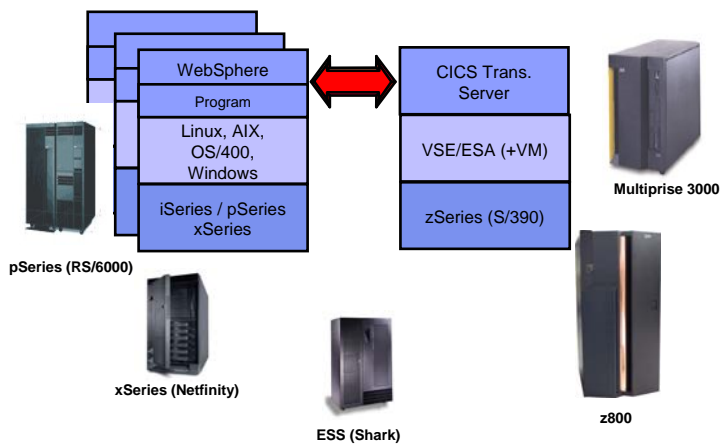 WebSphere
Program
Linux, AIX,
OS/400,
Windows
iSeries / pSeries
xSeries
CICS Trans.
Server
VSE/ESA (+VM)
zSeries (S/390)
Multiprise 3000
pSeries (RS/6000)
xSeries (Netfinity)
ESS (Shark)
z800